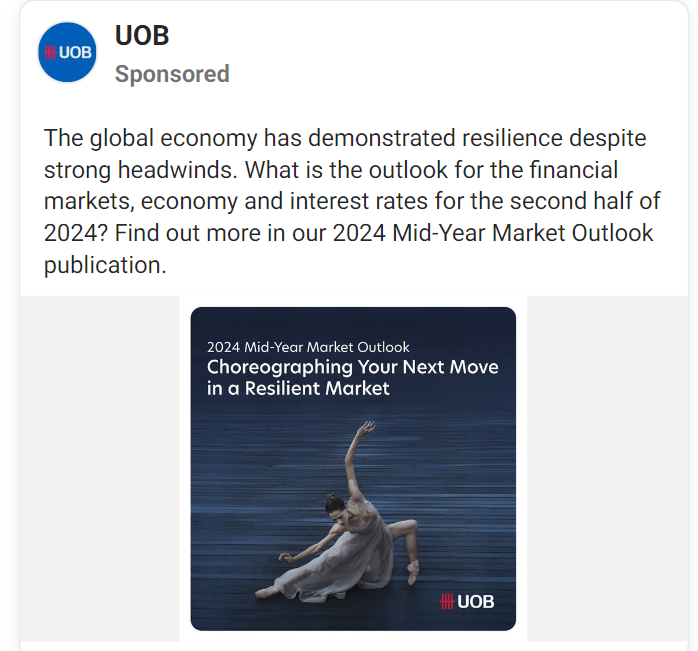 UOB
UOB
Sponsored
The global economy has demonstrated resilience despite
strong headwinds. What is the outlook for the financial
markets, economy and interest rates for the second half of
2024? Find out more in our 2024 Mid-Year Market Outlook
publication.
2024 Mid-Year Market Outlook
Choreographing Your Next Move
in a Resilient Market
UOB